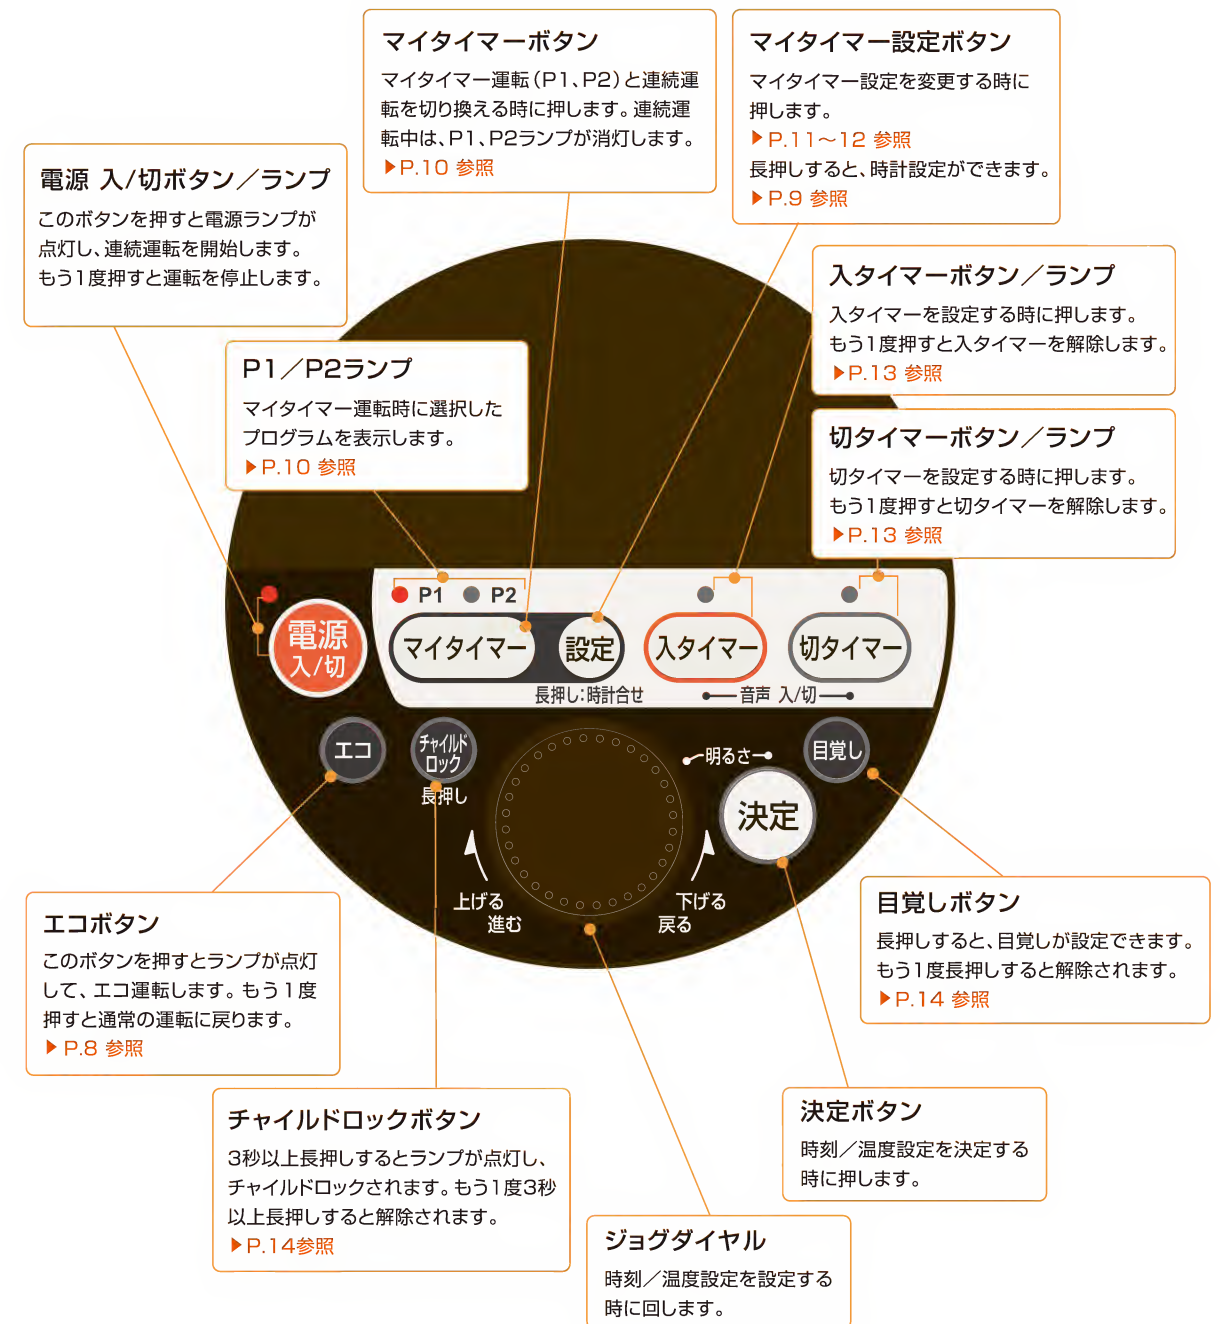 マイタイマーボタン
マイタイマー運転（P1、P2）と連続運
転を切り換える時に押します。連続運
転中は、P1、P2ランプが消灯します。
▶P.10 参照
マイタイマー設定ボタン
マイタイマー設定を変更する時に
押します。
▶P.11〜12 参照
長押しすると、時計設定ができます。
▶P.9 参照
電源 入/切ボタン／ランプ
このボタンを押すと電源ランプが
点灯し、連続運転を開始します。
もう1度押すと運転を停止します。
入タイマーボタン／ランプ
入タイマーを設定する時に押します。
もう1度押すと入タイマーを解除します。
▶P.13 参照
P1／P2ランプ
マイタイマー運転時に選択した
プログラムを表示します。
▶P.10 参照
切タイマーボタン／ランプ
切タイマーを設定する時に押します。
もう1度押すと切タイマーを解除します。
▶P.13 参照
P1 P2
電源
入/切
マイタイマー 設定 入タイマー 切タイマー
長押し：時計合せ 音声 入/切
エコ
チャイルド
ロック
長押し
明るさ
目覚し
決定
上げる
進む
下げる
戻る
エコボタン
このボタンを押すとランプが点灯
して、エコ運転します。もう1度
押すと通常の運転に戻ります。
▶P.8 参照
目覚しボタン
長押しすると、目覚しが設定できます。
もう1度長押しすると解除されます。
▶P.14 参照
チャイルドロックボタン
3秒以上長押しするとランプが点灯し、
チャイルドロックされます。もう1度3秒
以上長押しすると解除されます。
▶P.14参照
決定ボタン
時刻／温度設定を決定する
時に押します。
ジョグダイヤル
時刻／温度設定を設定する
時に回します。